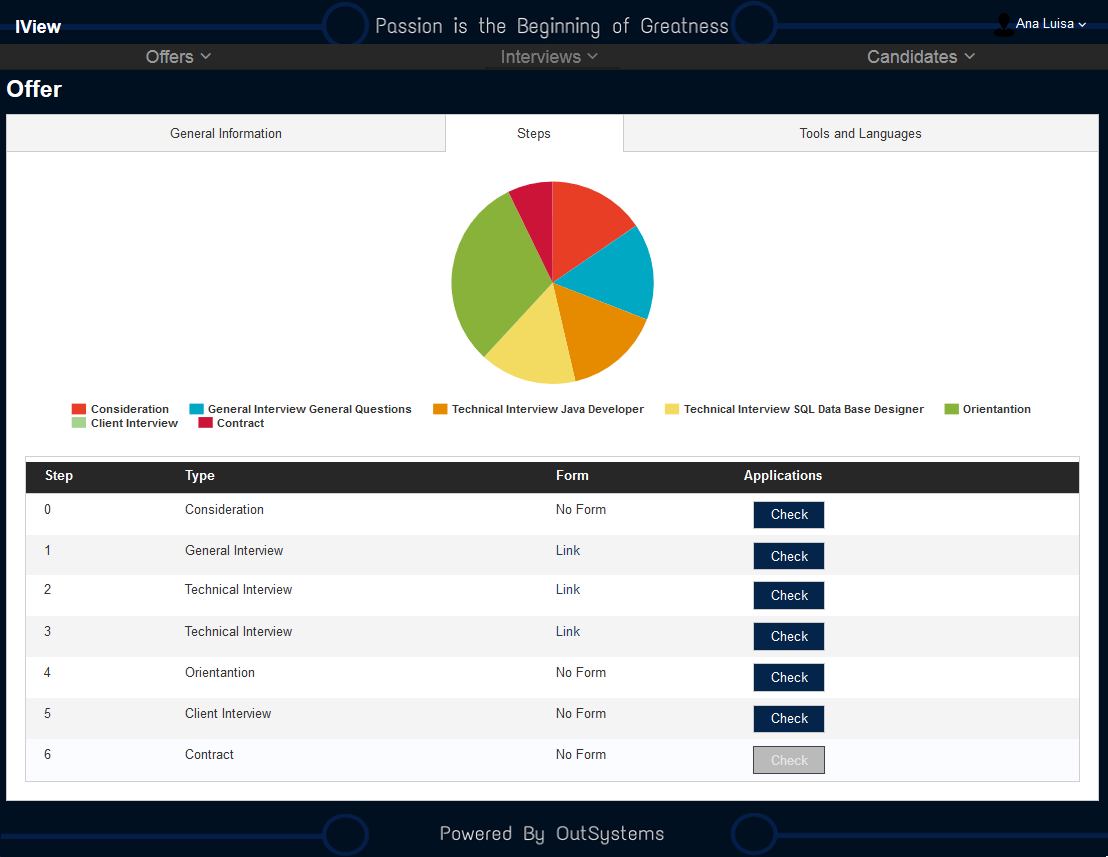 IView
Passion is the Beginning of Greatness
Ana Luisa
Offers Interviews Candidates
Offer
General Information Steps Tools and Languages
Consideration General Interview General Questions Technical Interview Java Developer Technical Interview SQL Data Base Designer Orientantion
Client Interview Contract
Step Type Form Applications
0 Consideration No Form Check
1 General Interview Link Check
2 Technical Interview Link Check
3 Technical Interview Link Check
4 Orientantion No Form Check
5 Client Interview No Form Check
6 Contract No Form Check
Powered By OutSystems